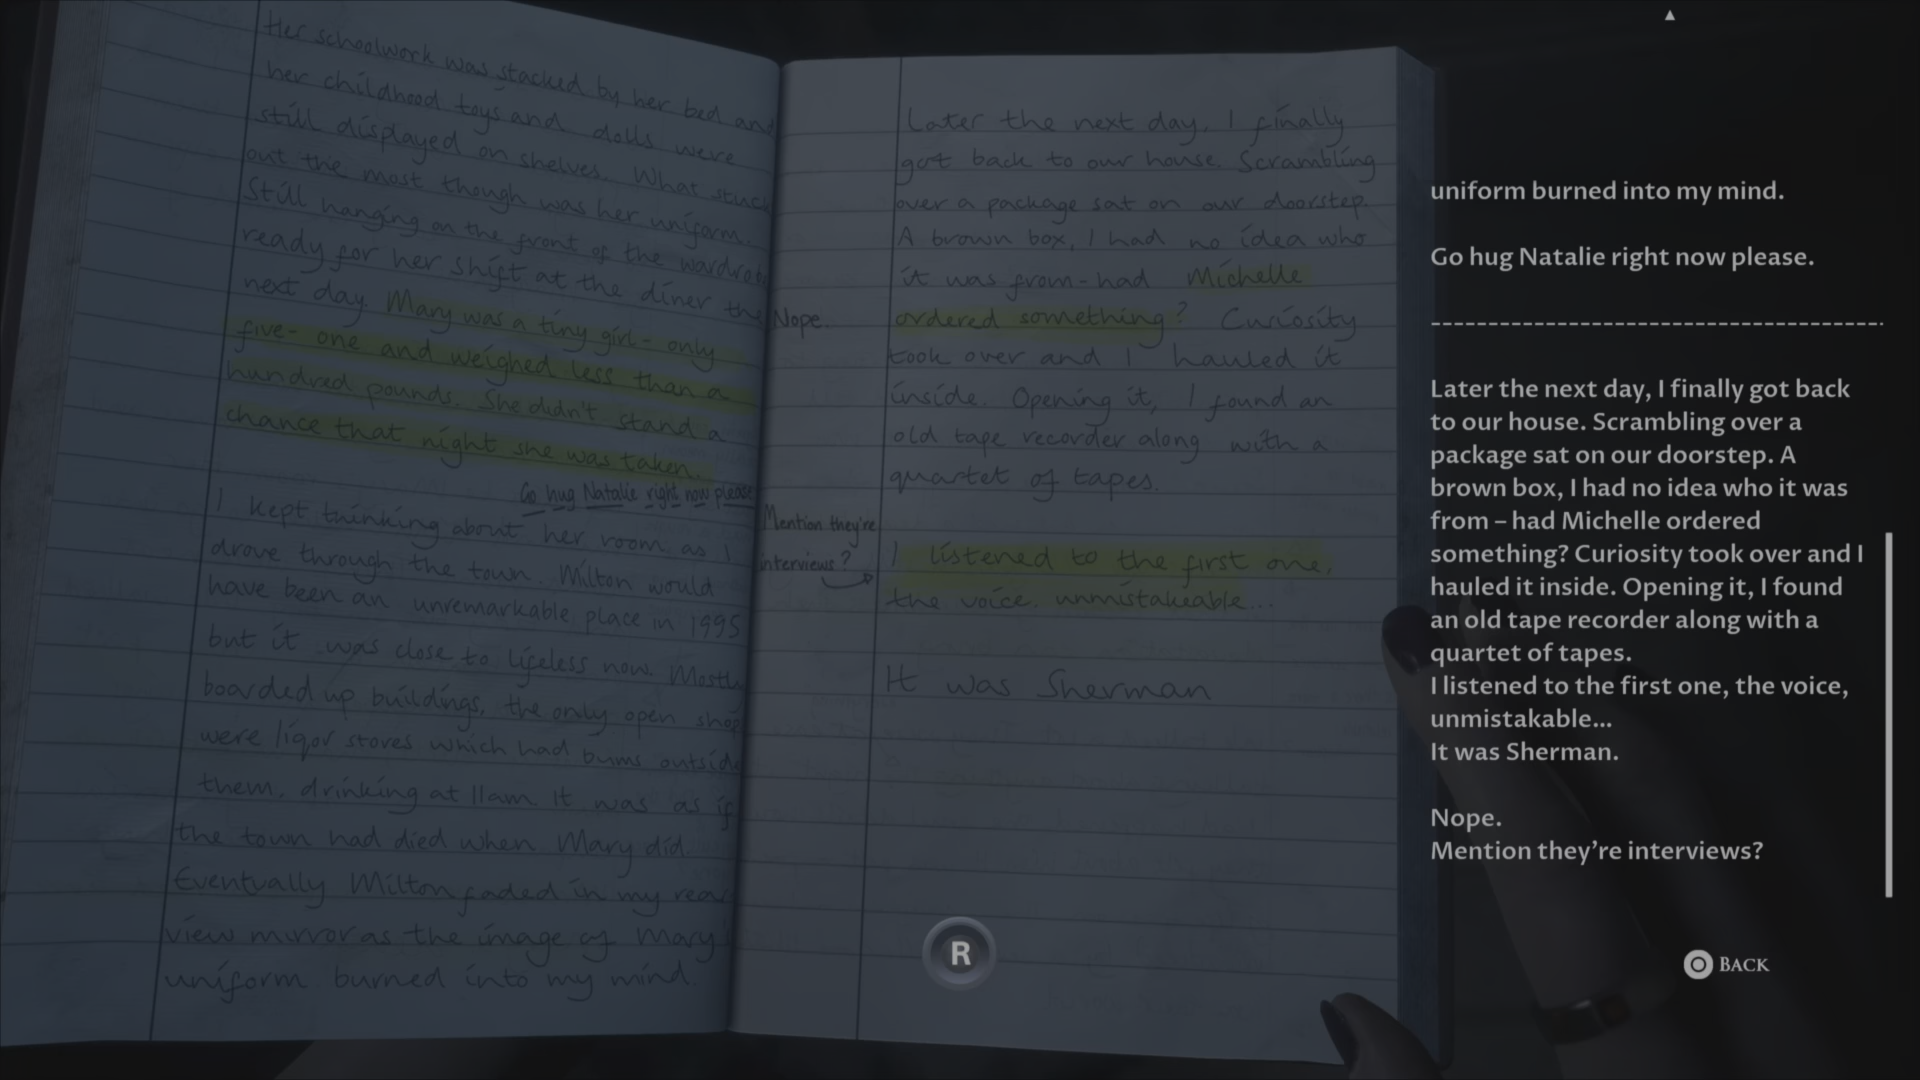 Her schoolwork was stacked by her bed and
her childhood toys and dolls were
still displayed on shelves. What stuck
out the most though was her uniform.
Still hanging on the front of the wardrobe
ready for her shift at the diner the
next day. Mary was a tiny girl - only
five-one and weighed less than a
hundred pounds. She didn't stand a
chance that night she was taken.
Go hug Natalie right now please
I kept thinking about her room as I
drove through the town. Milton would
have been an unremarkable place in 1995
but it was close to lifeless now. Mostly
boarded up buildings, the only open shop
were liqor stores which had bums outside
them, drinking at 11am. It was as if
the town had died when Mary did.
Eventually Milton faded in my rear
view mirror as the image of Mary's
uniform burned into my mind.
Later the next day, I finally
got back to our house. Scrambling
over a package sat on our doorstep.
A brown box, I had no idea who
it was from - had Michelle
ordered something? Curiosity
Nope.
took over and I hauled it
inside. Opening it, I found an
old tape recorder along with a
quartet of tapes.
Mention they're
interviews?
I listened to the first one,
the voice. unmistakeable...
It was Sherman
R
uniform burned into my mind.
Go hug Natalie right now please.
Later the next day, I finally got back
to our house. Scrambling over a
package sat on our doorstep. A
brown box, I had no idea who it was
from – had Michelle ordered
something? Curiosity took over and I
hauled it inside. Opening it, I found
an old tape recorder along with a
quartet of tapes.
I listened to the first one, the voice,
unmistakable...
It was Sherman.
Nope.
Mention they're interviews?
BACK